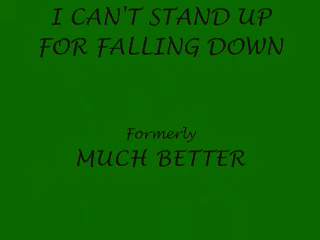 I CAN'T STAND UP
FOR FALLING DOWN
Formerly
MUCH BETTER